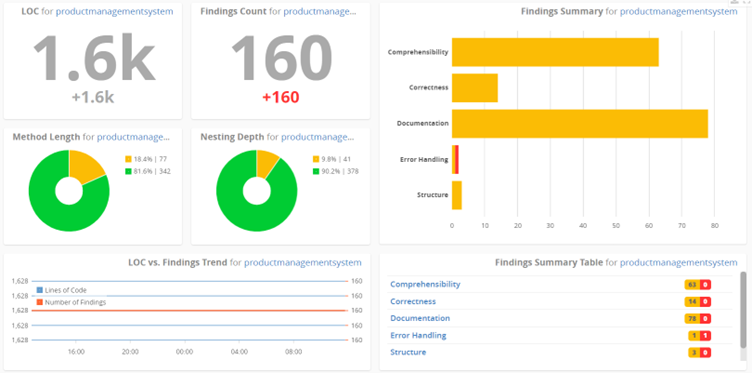 LOC for productmanagementsystem
1.6k
+1.6k
Findings Count for productmanage...
160
+160
Findings Summary for productmanagementsystem
Comprehensibility
Correctness
Documentation
Error Handling
Structure
0 10 20 30 40 50 60 70 80
Method Length for productmanage...
18.4% | 77
81.6% | 342
Nesting Depth for productmanage...
9.8% | 41
90.2% | 378
LOC vs. Findings Trend for productmanagementsystem
1,628 160
Lines of Code
1,628 160
Number of Findings
1,628 160
1,628 160
1,628 160
16:00 20:00 00:00 04:00 08:00
Findings Summary Table for productmanagementsystem
Comprehensibility 63 0
Correctness 14 0
Documentation 78 0
Error Handling 1 1
Structure 3 0